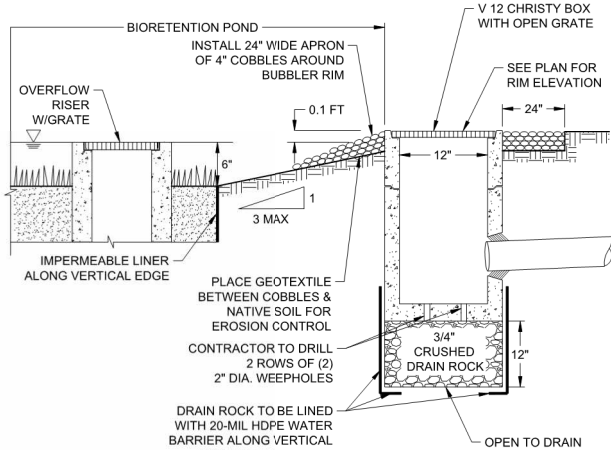 BIORETENTION POND
V 12 CHRISTY BOX
WITH OPEN GRATE
INSTALL 24" WIDE APRON
OF 4" COBBLES AROUND
BUBBLER RIM
SEE PLAN FOR
RIM ELEVATION
OVERFLOW
RISER
W/GRATE
0.1 FT
24"
6"
12"
1
3 MAX
IMPERMEABLE LINER
ALONG VERTICAL EDGE
PLACE GEOTEXTILE
BETWEEN COBBLES &
NATIVE SOIL FOR
EROSION CONTROL
CONTRACTOR TO DRILL
2 ROWS OF (2)
2" DIA. WEEPHOLES
3/4"
CRUSHED
DRAIN ROCK
12"
DRAIN ROCK TO BE LINED
WITH 20-MIL HDPE WATER
BARRIER ALONG VERTICAL
OPEN TO DRAIN